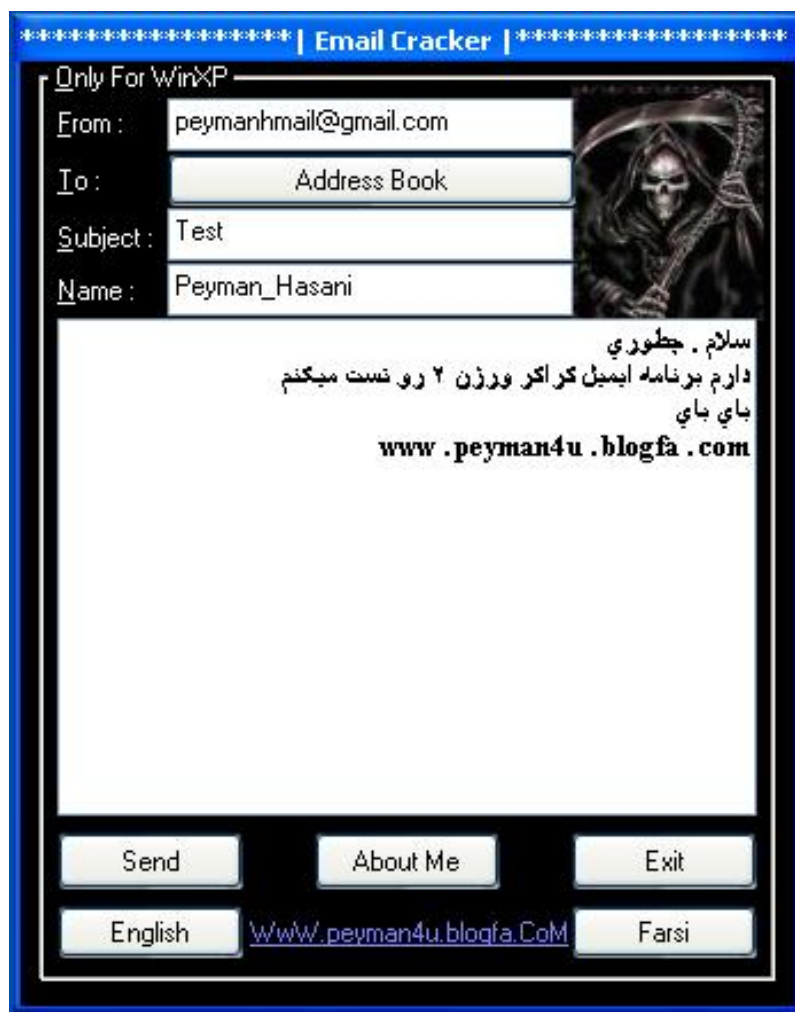 ********************| Email Cracker |********************
Only For WinXP
From : peymanhmail@gmail.com
To : Address Book
Subject : Test
Name : Peyman_Hasani
سلام . چطوري
دارم برنامه ايميل كراكر ورژن ۲ رو تست ميكنم
باي باي
www .peyman4u .blogfa .com
Send About Me Exit
English WwW.peyman4u.blogfa.CoM Farsi